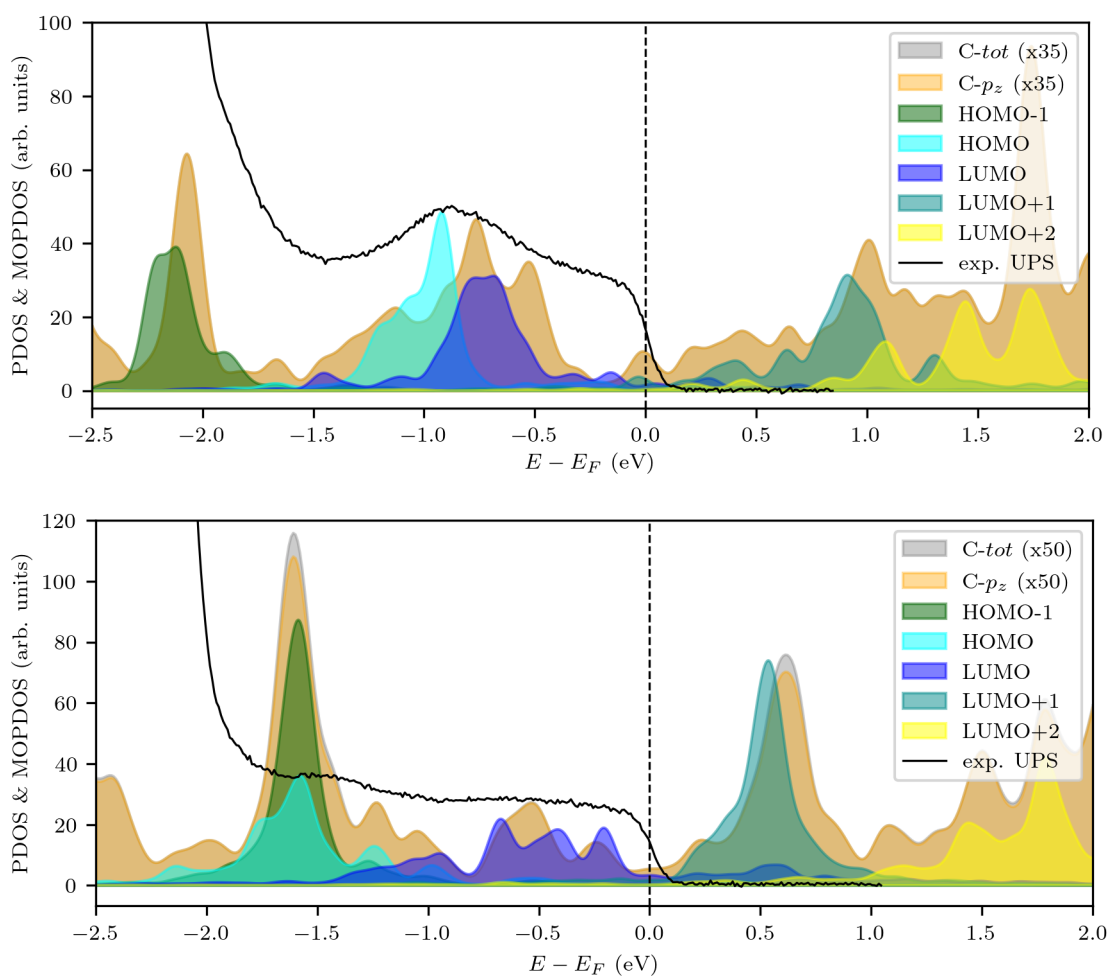 PDOS & MOPDOS (arb. units)
100
80
60
40
20
0
−2.5 −2.0 −1.5 −1.0 −0.5 0.0 0.5 1.0 1.5 2.0
E − E_F (eV)
C-tot (x35)
C-p_z (x35)
HOMO-1
HOMO
LUMO
LUMO+1
LUMO+2
exp. UPS
PDOS & MOPDOS (arb. units)
120
100
80
60
40
20
0
−2.5 −2.0 −1.5 −1.0 −0.5 0.0 0.5 1.0 1.5 2.0
E − E_F (eV)
C-tot (x50)
C-p_z (x50)
HOMO-1
HOMO
LUMO
LUMO+1
LUMO+2
exp. UPS